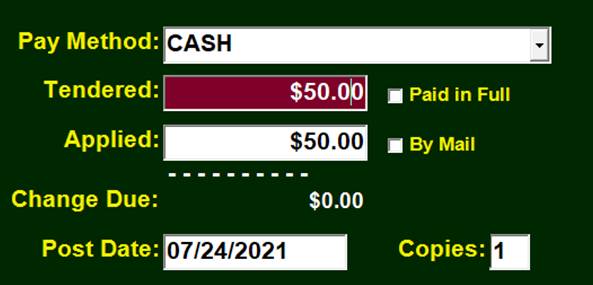 Pay Method: CASH
Tendered: $50.00 Paid in Full
Applied: $50.00 By Mail
----------
Change Due: $0.00
Post Date: 07/24/2021 Copies: 1